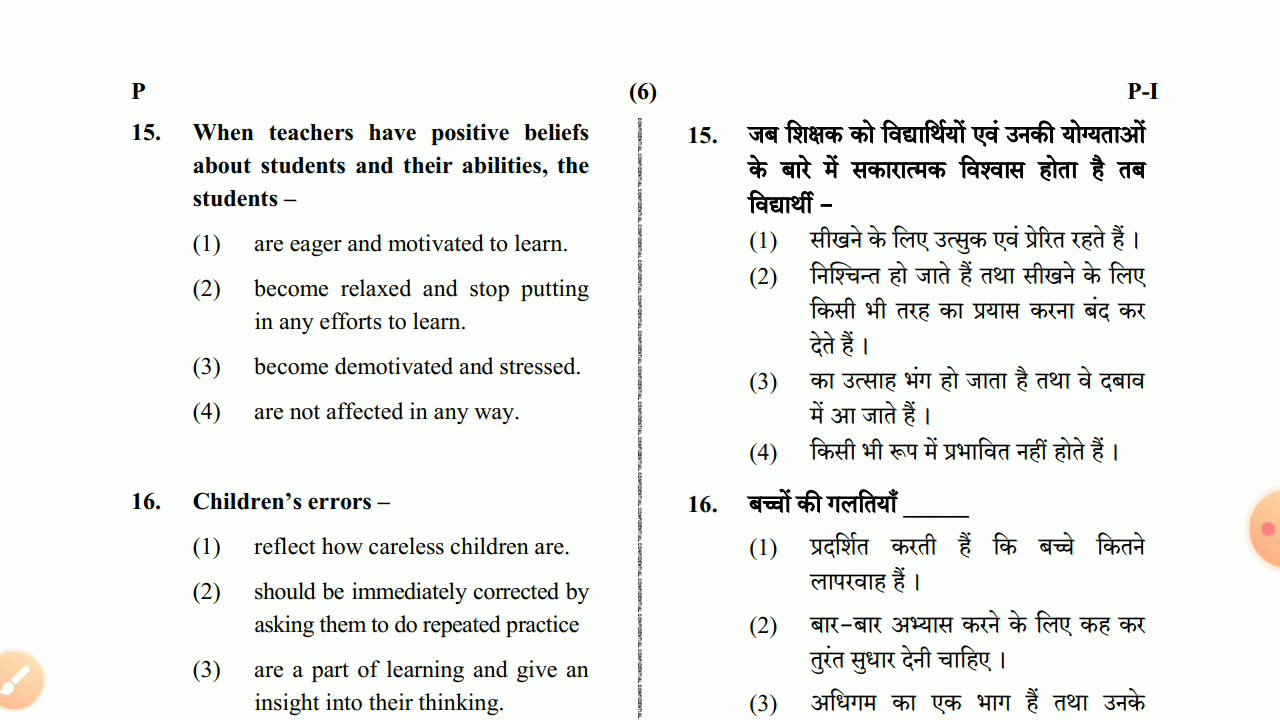 P (6) P-I
15. When teachers have positive beliefs
about students and their abilities, the
students –
(1) are eager and motivated to learn.
(2) become relaxed and stop putting
in any efforts to learn.
(3) become demotivated and stressed.
(4) are not affected in any way.
16. Children’s errors –
(1) reflect how careless children are.
(2) should be immediately corrected by
asking them to do repeated practice
(3) are a part of learning and give an
insight into their thinking.
15. जब शिक्षक को विद्यार्थियों एवं उनकी योग्यताओं
के बारे में सकारात्मक विश्वास होता है तब
विद्यार्थी –
(1) सीखने के लिए उत्सुक एवं प्रेरित रहते हैं ।
(2) निश्चिन्त हो जाते हैं तथा सीखने के लिए
किसी भी तरह का प्रयास करना बंद कर
देते हैं ।
(3) का उत्साह भंग हो जाता है तथा वे दबाव
में आ जाते हैं ।
(4) किसी भी रूप में प्रभावित नहीं होते हैं ।
16. बच्चों की गलतियाँ _____
(1) प्रदर्शित करती हैं कि बच्चे कितने
लापरवाह हैं ।
(2) बार-बार अभ्यास करने के लिए कह कर
तुरंत सुधार देनी चाहिए ।
(3) अधिगम का एक भाग हैं तथा उनके